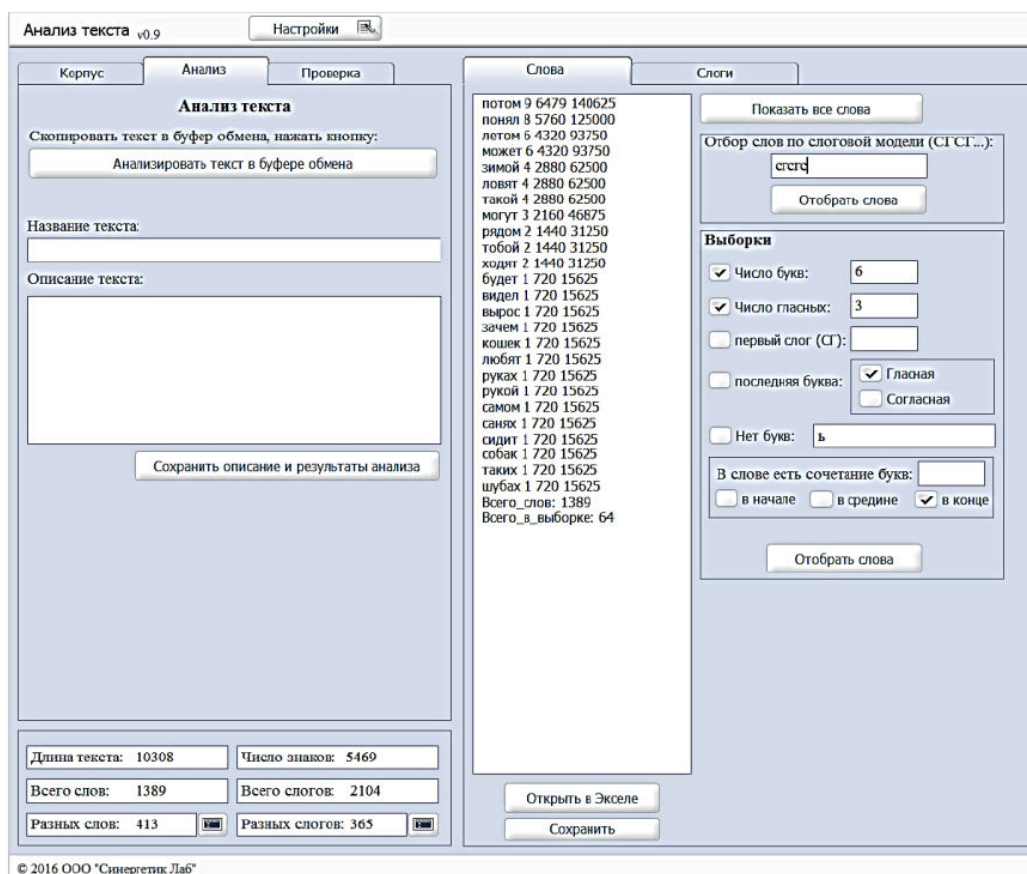 Анализ текста v0.9
Настройки
Корпус
Анализ
Проверка
Анализ текста
Скопировать текст в буфер обмена, нажать кнопку:
Анализировать текст в буфере обмена
Название текста:
Описание текста:
Сохранить описание и результаты анализа
Длина текста: 10308
Число знаков: 5469
Всего слов: 1389
Всего слогов: 2104
Разных слов: 413
Разных слогов: 365
Слова
Слоги
потом 9 6479 140625
понял 8 5760 125000
летом 6 4320 93750
может 6 4320 93750
зимой 4 2880 62500
ловят 4 2880 62500
такой 4 2880 62500
могут 3 2160 46875
рядом 2 1440 31250
тобой 2 1440 31250
ходят 2 1440 31250
будет 1 720 15625
видел 1 720 15625
вырос 1 720 15625
зачем 1 720 15625
кошек 1 720 15625
любят 1 720 15625
руках 1 720 15625
рукой 1 720 15625
самом 1 720 15625
санях 1 720 15625
сидит 1 720 15625
собак 1 720 15625
таких 1 720 15625
шубах 1 720 15625
Всего_слов: 1389
Всего_в_выборке: 64
Открыть в Экселе
Сохранить
Показать все слова
Отбор слов по слоговой модели (СГСГ...):
сгсгс
Отобрать слова
Выборки
Число букв: 6
Число гласных: 3
первый слог (СГ):
последняя буква:
Гласная
Согласная
Нет букв: ь
В слове есть сочетание букв:
в начале в средине в конце
Отобрать слова
© 2016 ООО "Синергетик Лаб"